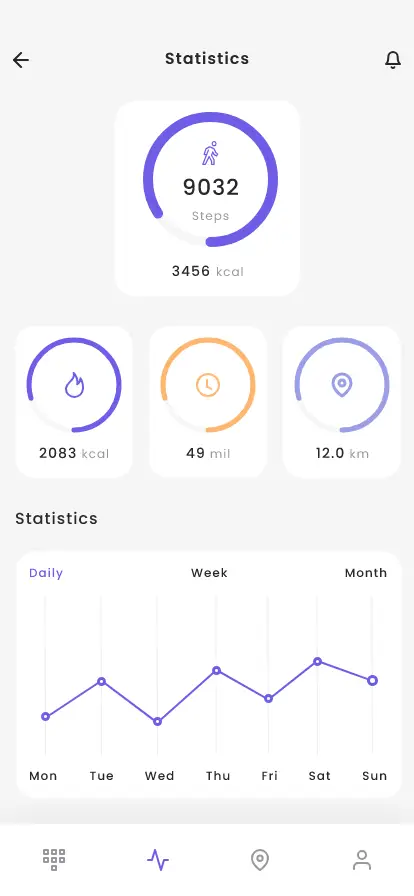 Statistics
9032
Steps
3456 kcal
2083 kcal
49 mil
12.0 km
Statistics
Daily Week Month
Mon Tue Wed Thu Fri Sat Sun